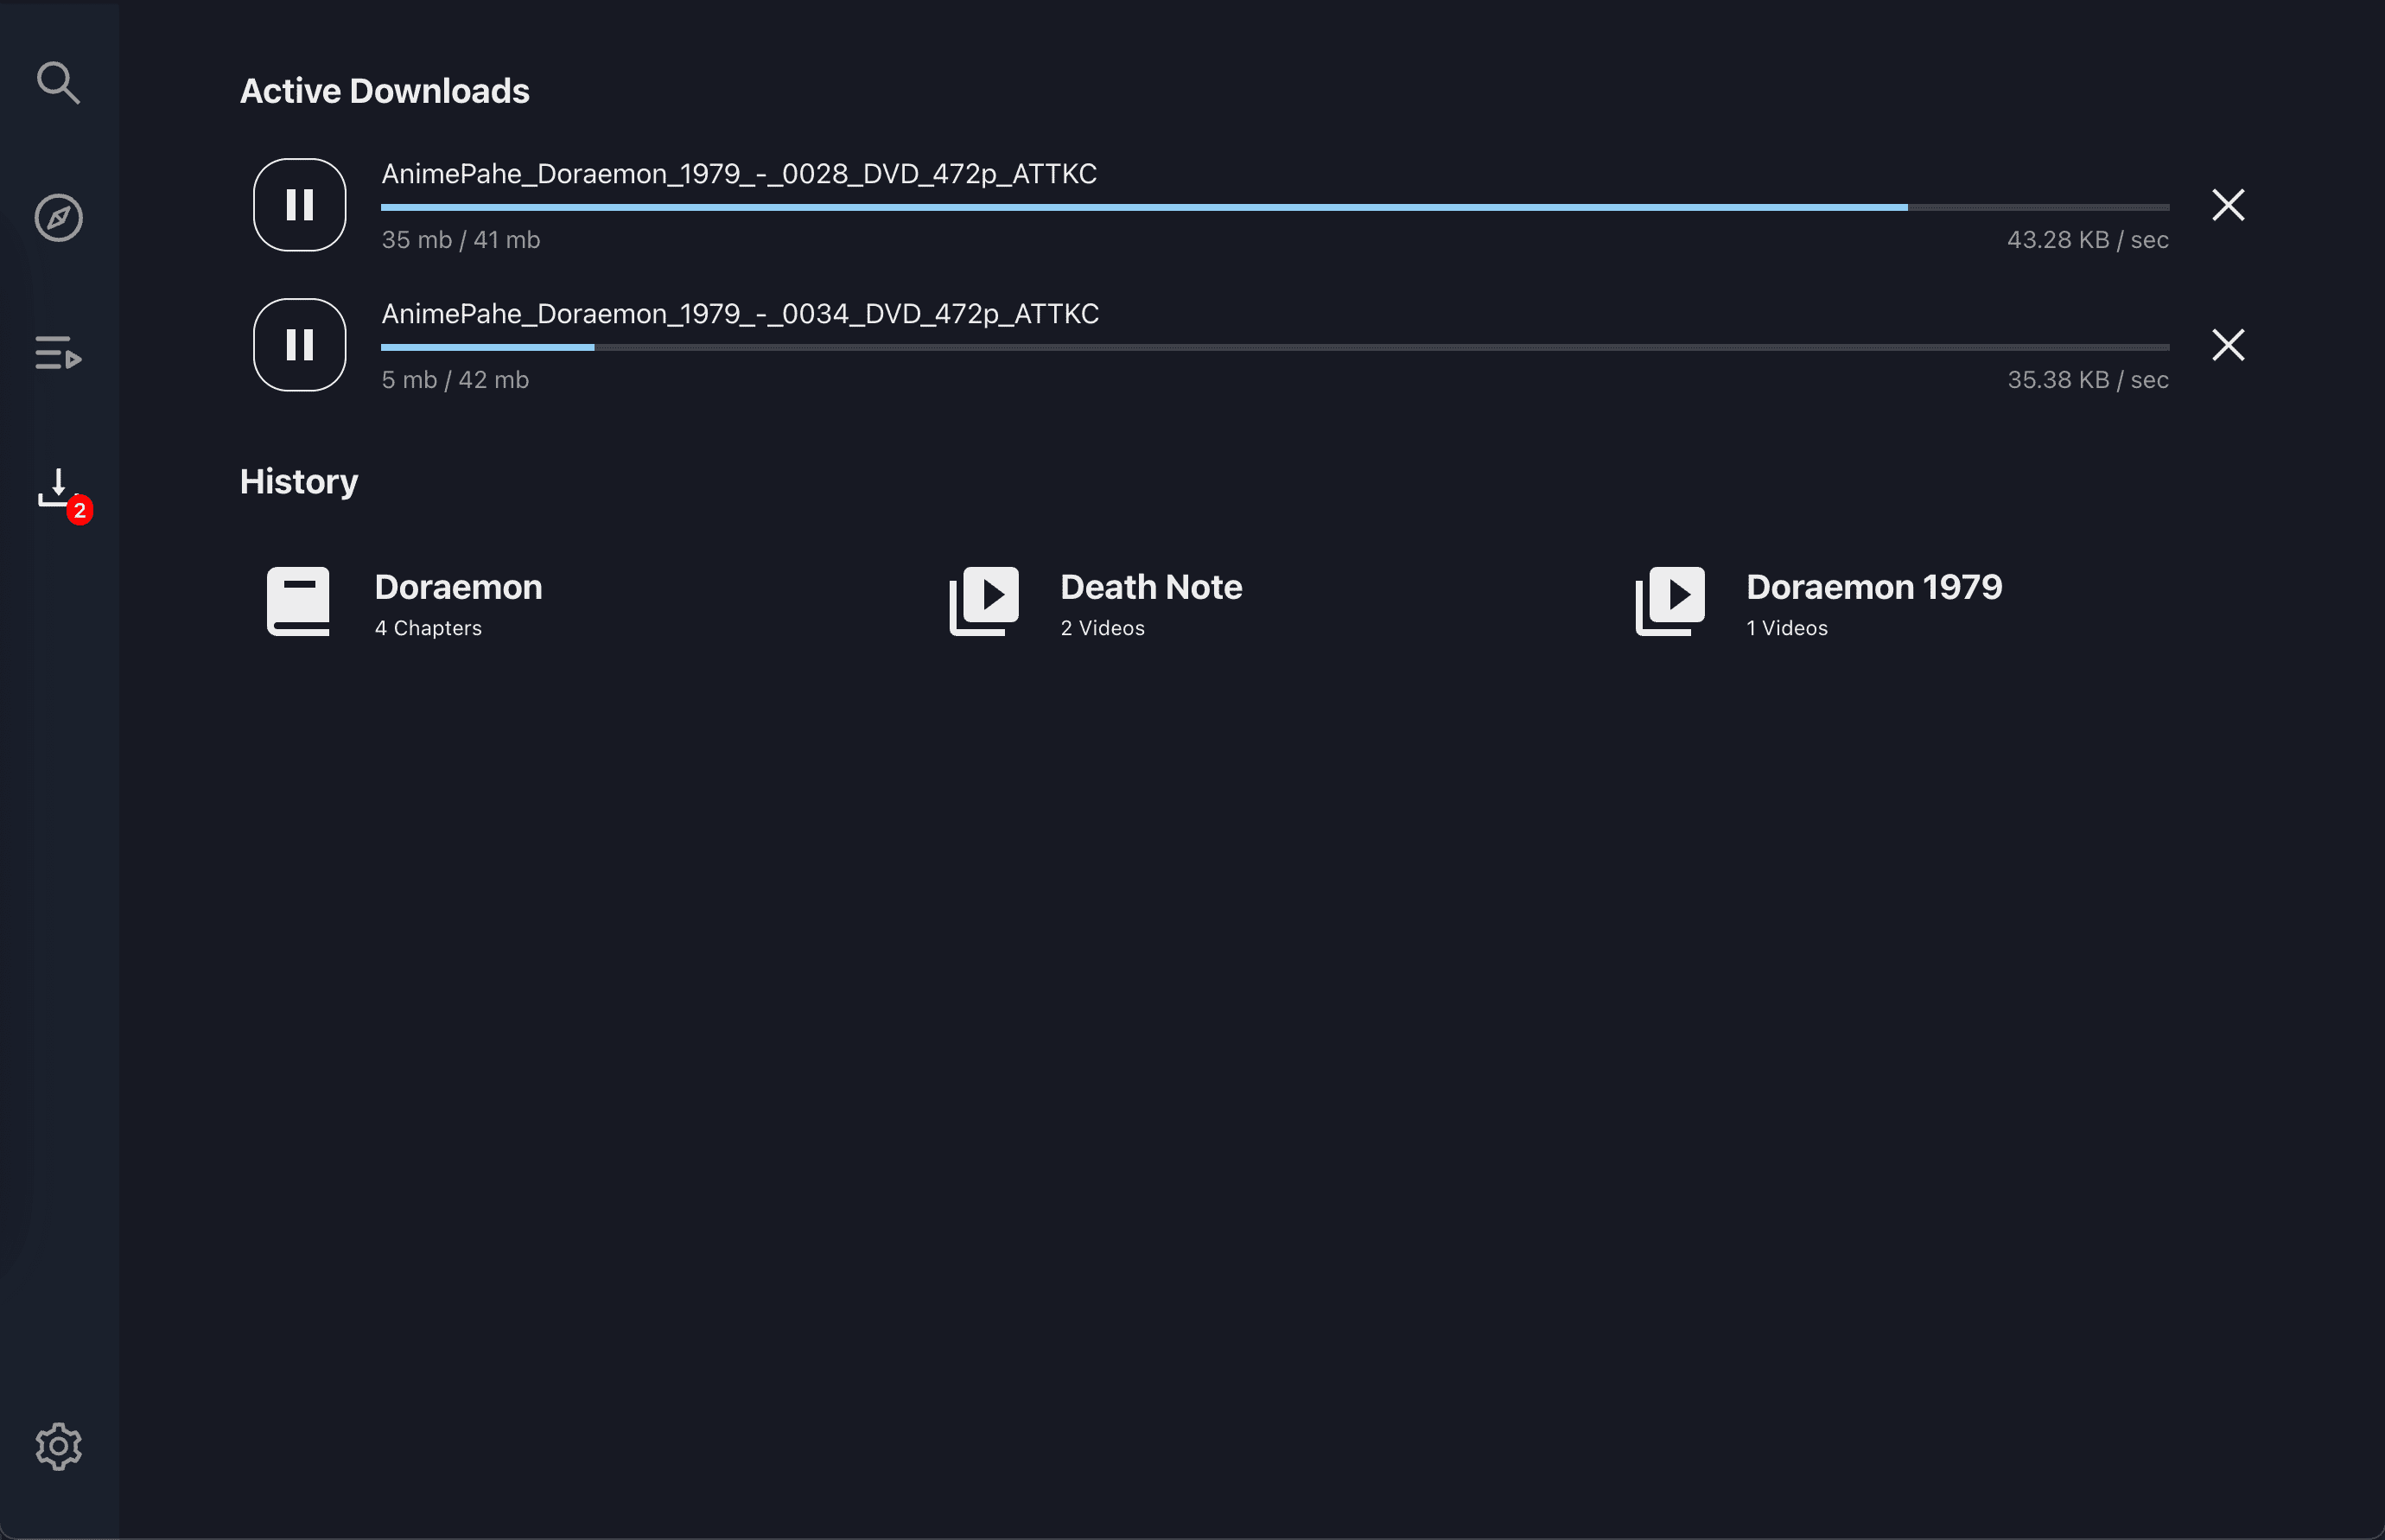 Active Downloads
AnimePahe_Doraemon_1979_-_0028_DVD_472p_ATTKC
35 mb / 41 mb
43.28 KB / sec
AnimePahe_Doraemon_1979_-_0034_DVD_472p_ATTKC
5 mb / 42 mb
35.38 KB / sec
2
History
Doraemon
4 Chapters
Death Note
2 Videos
Doraemon 1979
1 Videos